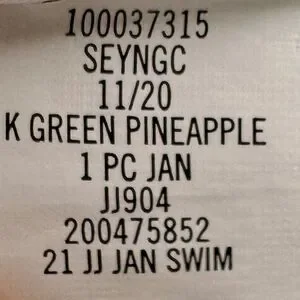 100037315
SEYNGC
11/20
K GREEN PINEAPPLE
1 PC JAN
JJ904
200475852
21 JJ JAN SWIM